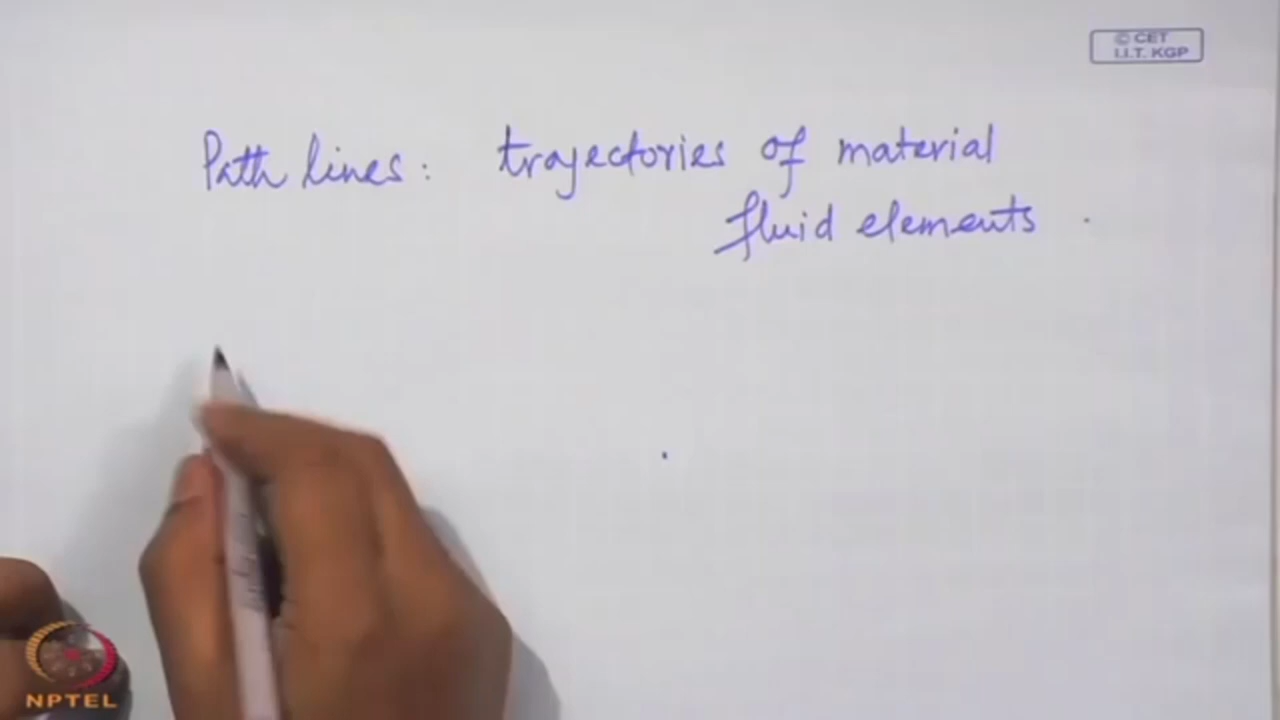 © CET
I.I.T. KGP
Path lines: trajectories of material
fluid elements
NPTEL